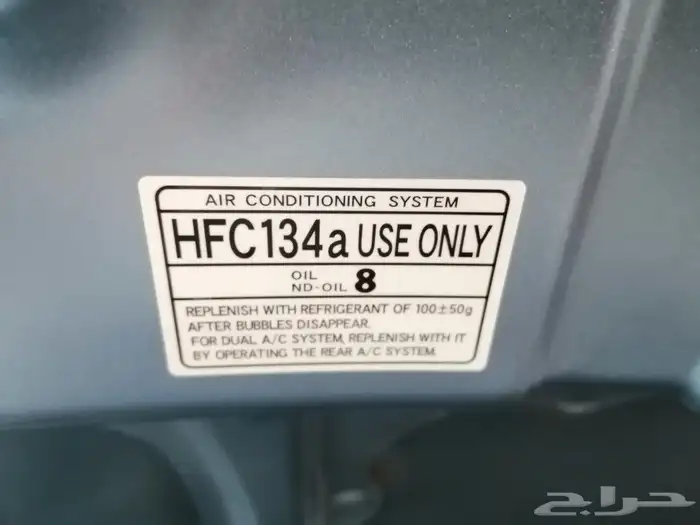 AIR CONDITIONING SYSTEM
HFC134a USE ONLY
OIL
ND-OIL 8
REPLENISH WITH REFRIGERANT OF 100±50g
AFTER BUBBLES DISAPPEAR.
FOR DUAL A/C SYSTEM, REPLENISH WITH IT
BY OPERATING THE REAR A/C SYSTEM.
حراج